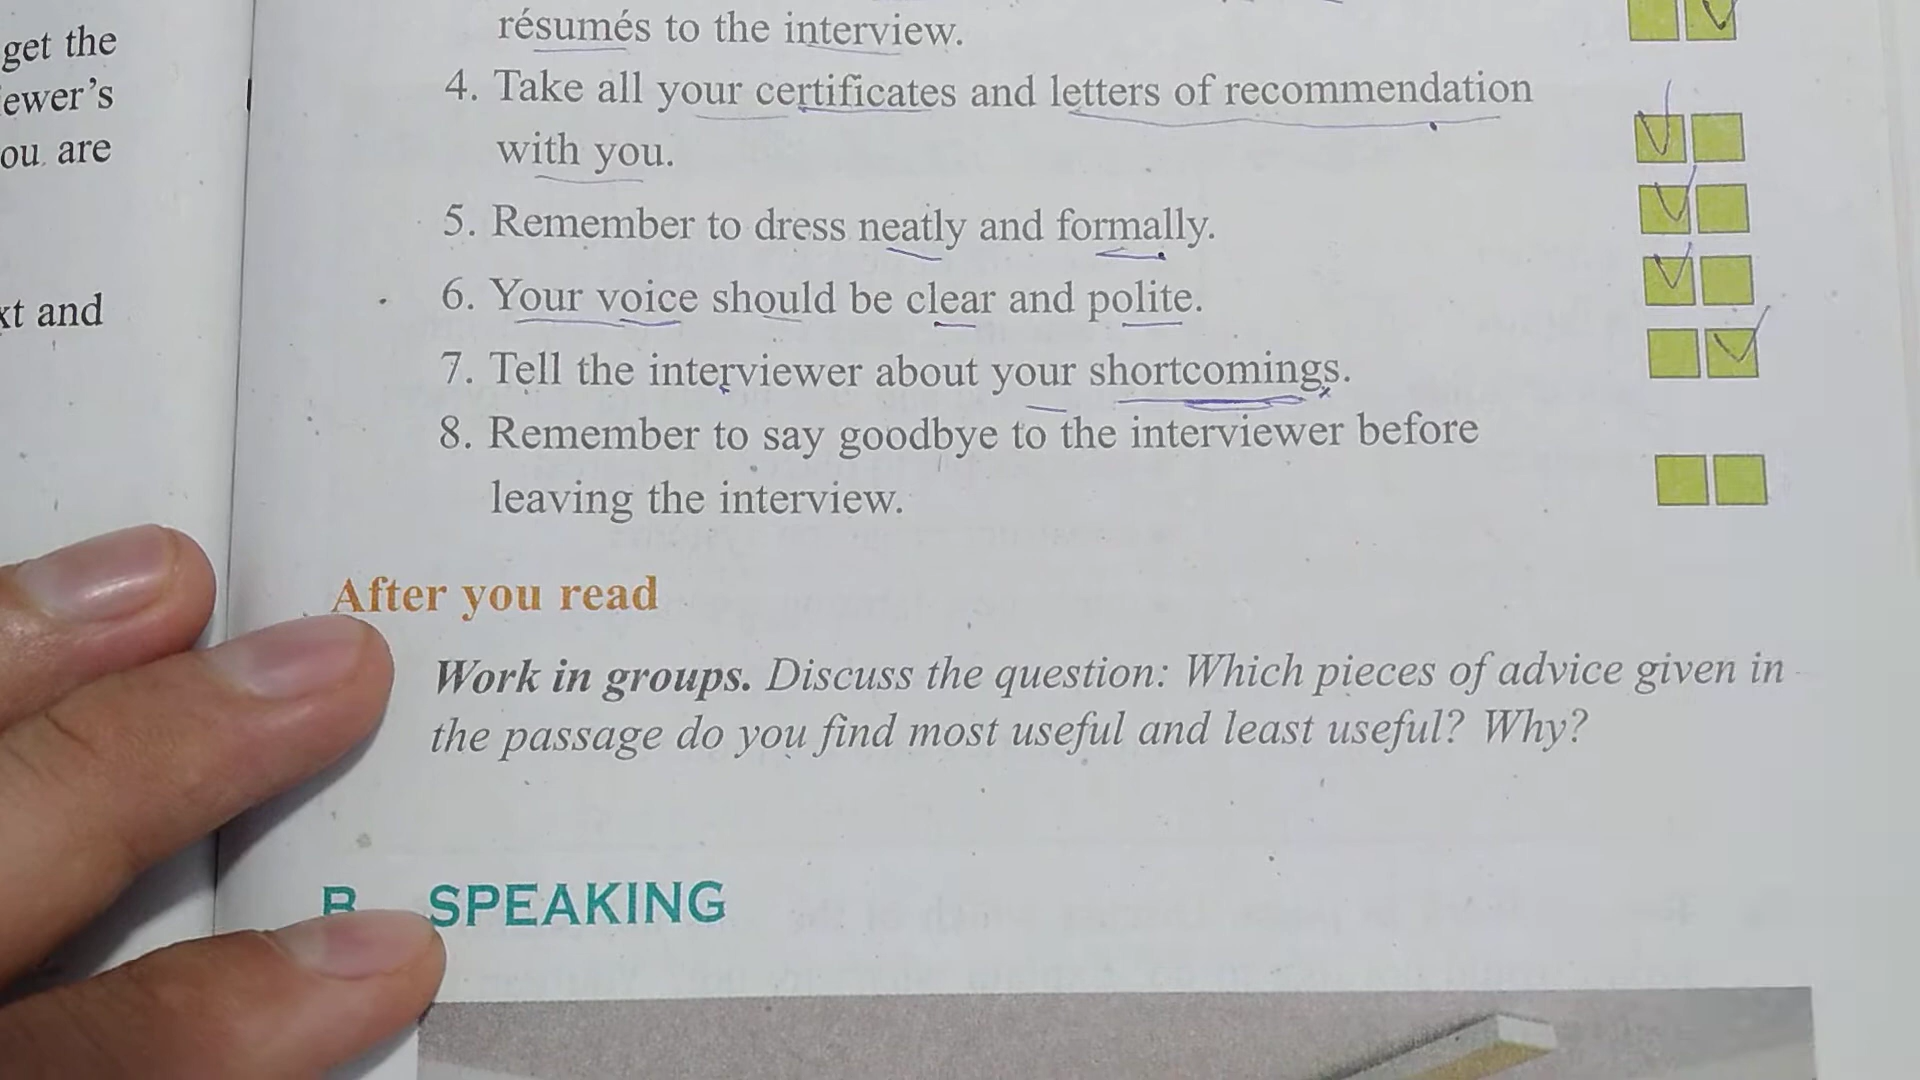 get the
ewer's
ou are
xt and
résumés to the interview.
4. Take all your certificates and letters of recommendation
with you.
5. Remember to dress neatly and formally.
6. Your voice should be clear and polite.
7. Tell the interviewer about your shortcomings.
8. Remember to say goodbye to the interviewer before
leaving the interview.
After you read
Work in groups. Discuss the question: Which pieces of advice given in
the passage do you find most useful and least useful? Why?
B SPEAKING